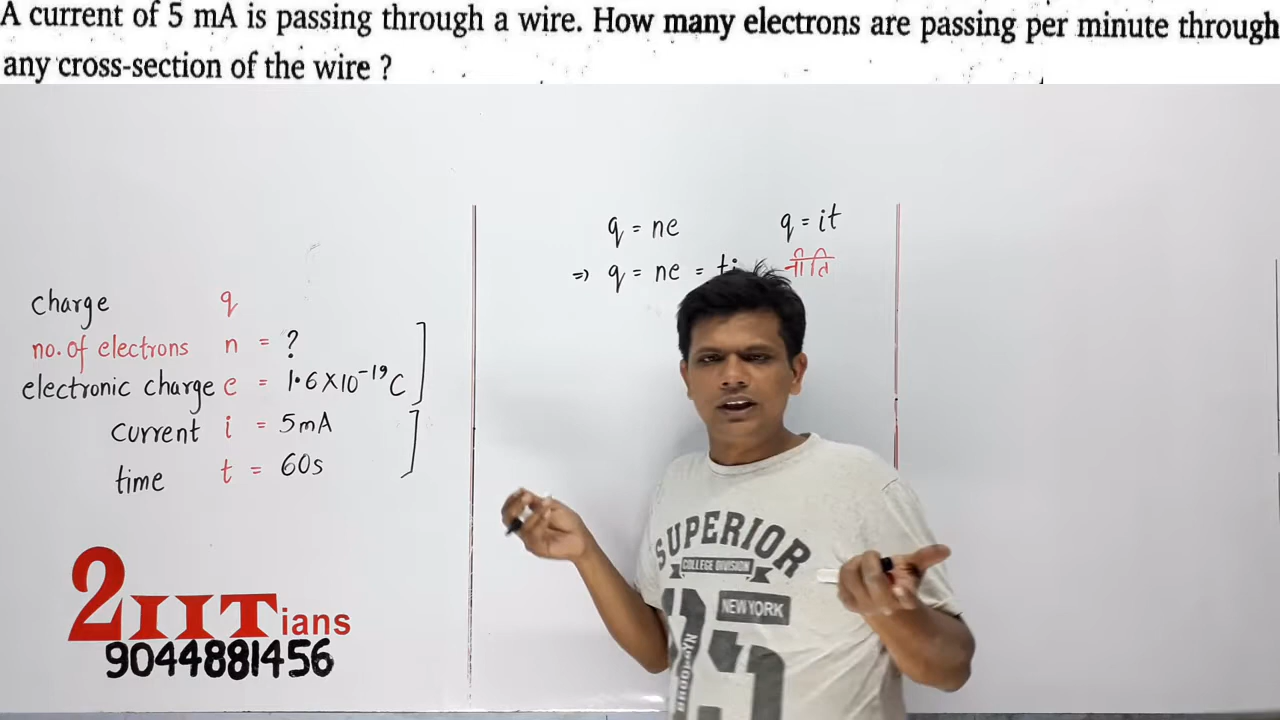 A current of 5 mA is passing through a wire. How many electrons are passing per minute through
any cross-section of the wire ?
charge q
no. of electrons n = ?
electronic charge e = 1.6×10⁻¹⁹C
current i = 5mA
time t = 60s
q = ne q = it
⇒ q = ne = ti नीति
2IITians
9044881456
SUPERIOR
COLLEGE DIVISION
NEW YORK
BROOKLYN